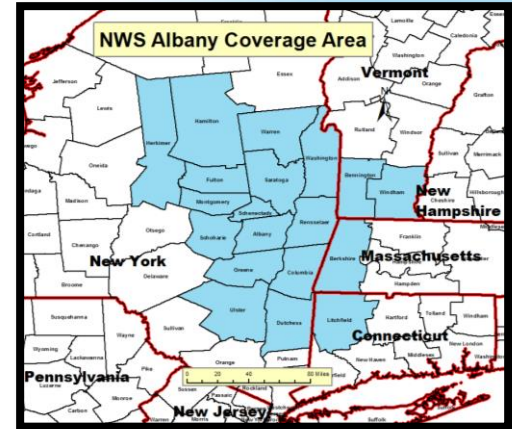 NWS Albany Coverage Area
Lamoille
Caledonia
Jefferson
Essex
Addison
Washington
Vermont
Orange
Grafton
Lewis
Hamilton
Herkimer
Warren
Washington
Rutland
Windsor
N
Oneida
Sullivan
Merrimack
Fulton
Saratoga
Bennington
Windham
New
Hampshire
Hillsborough
Cheshire
Madison
Montgomery
Schenectady
Rensselaer
Otsego
Schoharie
Albany
Cortland
Chenango
New York
Delaware
Greene
Columbia
Berkshire
Franklin
Massachusetts
Hampden
Broome
Ulster
Dutchess
Litchfield
Hartford
Tolland
Windham
Connecticut
Susquehanna
Wayne
Sullivan
Orange
Putnam
New Haven
Middlesex
New London
Wyoming
Lackawanna
Pike
Pennsylvania
Luzerne
Monroe
Carbon
Sussex
Passaic
Rockland
Warren
Morris
New Jersey
Suffolk
0
20
40
80 Miles